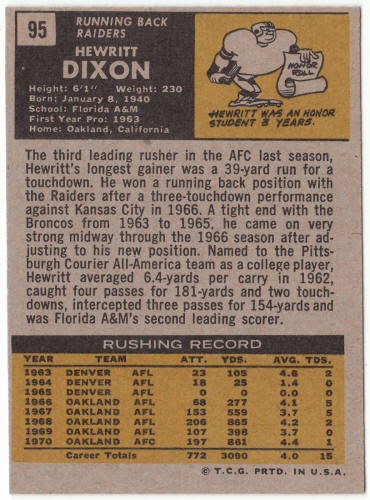 95
RUNNING BACK
RAIDERS
HEWRITT
DIXON
Height: 6'1" Weight: 230
Born: January 8, 1940
School: Florida A&M
First Year Pro: 1963
Home: Oakland, California
HONOR
ROLL
HEWRITT WAS AN HONOR
STUDENT 3 YEARS.
The third leading rusher in the AFC last season,
Hewritt's longest gainer was a 39-yard run for a
touchdown. He won a running back position with
the Raiders after a three-touchdown performance
against Kansas City in 1966. A tight end with the
Broncos from 1963 to 1965, he came on very
strong midway through the 1966 season after ad-
justing to his new position. Named to the Pitts-
burgh Courier All-America team as a college player,
Hewritt averaged 6.4-yards per carry in 1962,
caught four passes for 181-yards and two touch-
downs, intercepted three passes for 154-yards and
was Florida A&M's second leading scorer.
RUSHING RECORD
YEAR TEAM ATT. YDS. AVG. TDS.
1963 DENVER AFL 23 105 4.6 2
1964 DENVER AFL 18 25 1.4 0
1965 DENVER AFL 0 0 0 0
1966 OAKLAND AFL 68 277 4.1 5
1967 OAKLAND AFL 153 559 3.7 5
1968 OAKLAND AFL 206 865 4.2 2
1969 OAKLAND AFL 107 398 3.7 0
1970 OAKLAND AFC 197 861 4.4 1
Career Totals 772 3090 4.0 15
© T.C.G. PRTD. IN U.S.A.